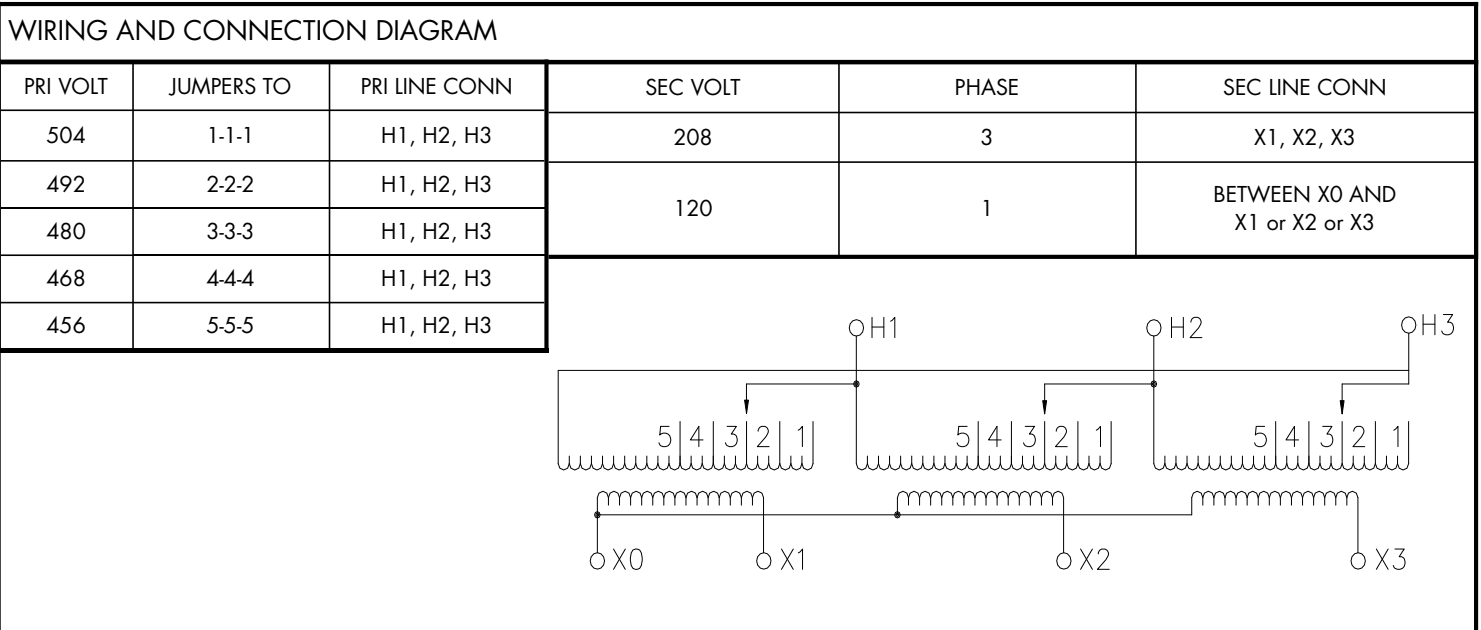 WIRING AND CONNECTION DIAGRAM
PRI VOLT JUMPERS TO PRI LINE CONN
504 1-1-1 H1, H2, H3
492 2-2-2 H1, H2, H3
480 3-3-3 H1, H2, H3
468 4-4-4 H1, H2, H3
456 5-5-5 H1, H2, H3
SEC VOLT PHASE SEC LINE CONN
208 3 X1, X2, X3
120 1 BETWEEN X0 AND
X1 or X2 or X3
H1 H2 H3
5 4 3 2 1 5 4 3 2 1 5 4 3 2 1
X0 X1 X2 X3